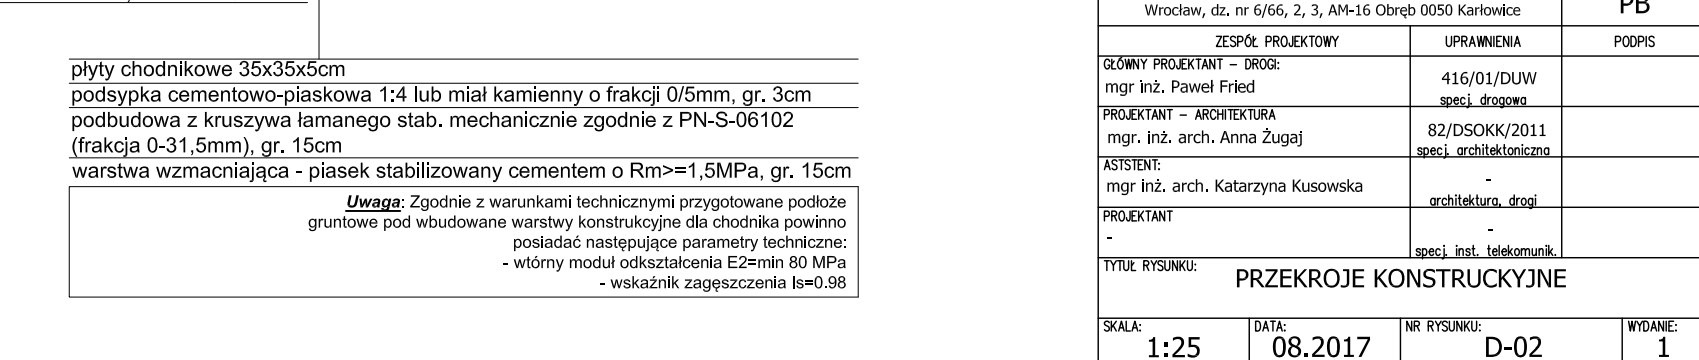 płyty chodnikowe 35x35x5cm
podsypka cementowo-piaskowa 1:4 lub miał kamienny o frakcji 0/5mm, gr. 3cm
podbudowa z kruszywa łamanego stab. mechanicznie zgodnie z PN-S-06102
(frakcja 0-31,5mm), gr. 15cm
warstwa wzmacniająca - piasek stabilizowany cementem o Rm>=1,5MPa, gr. 15cm
Uwaga: Zgodnie z warunkami technicznymi przygotowane podłoże
gruntowe pod wbudowane warstwy konstrukcyjne dla chodnika powinno
posiadać następujące parametry techniczne:
- wtórny moduł odkształcenia E2=min 80 MPa
- wskaźnik zagęszczenia Is=0.98
Wrocław, dz. nr 6/66, 2, 3, AM-16 Obręb 0050 Karłowice
PB
ZESPÓŁ PROJEKTOWY UPRAWNIENIA PODPIS
GŁÓWNY PROJEKTANT – DROGI:
mgr inż. Paweł Fried
416/01/DUW
specj. drogowa
PROJEKTANT – ARCHITEKTURA
mgr. inż. arch. Anna Żugaj
82/DSOKK/2011
specj. architektoniczna
ASTSTENT:
mgr inż. arch. Katarzyna Kusowska
-
architektura, drogi
PROJEKTANT
-
-
specj. inst. telekomunik.
TYTUŁ RYSUNKU:
PRZEKROJE KONSTRUCKYJNE
SKALA: DATA: NR RYSUNKU: WYDANIE:
1:25 08.2017 D-02 1